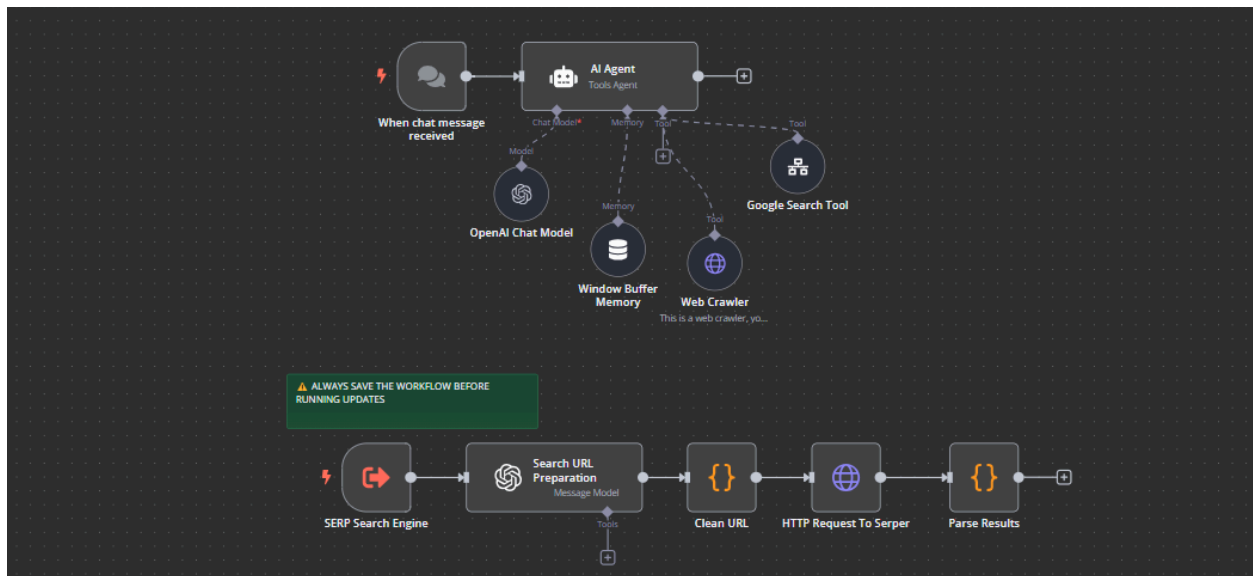 AI Agent
Tools Agent
When chat message
received
Chat Model*
Memory
Tool
Tool
Model
OpenAI Chat Model
Memory
Window Buffer
Memory
Tool
Web Crawler
This is a web crawler, yo...
Google Search Tool
⚠ ALWAYS SAVE THE WORKFLOW BEFORE
RUNNING UPDATES
SERP Search Engine
Search URL
Preparation
Message Model
Tools
Clean URL
HTTP Request To Serper
Parse Results